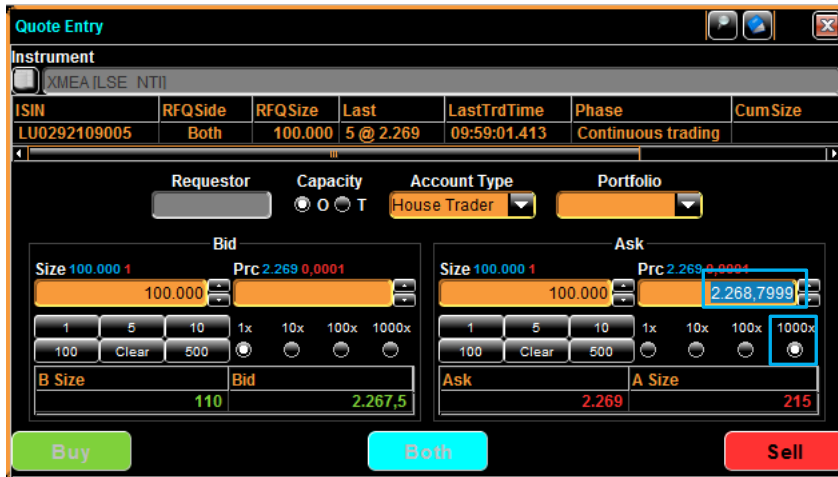 Quote Entry
Instrument
XMEA [LSE NTI]
ISIN RFQSide RFQSize Last LastTrdTime Phase CumSize
LU0292109005 Both 100.000 5 @ 2.269 09:59:01.413 Continuous trading
Requestor Capacity Account Type Portfolio
O T House Trader
Bid Ask
Size 100.000 1 Prc 2.269 0,0001 Size 100.000 1 Prc 2.269 0,0001
100.000 100.000 2.268,7999
1 5 10 1x 10x 100x 1000x 1 5 10 1x 10x 100x 1000x
100 Clear 500 100 Clear 500
B Size Bid Ask A Size
110 2.267,5 2.269 215
Buy Both Sell